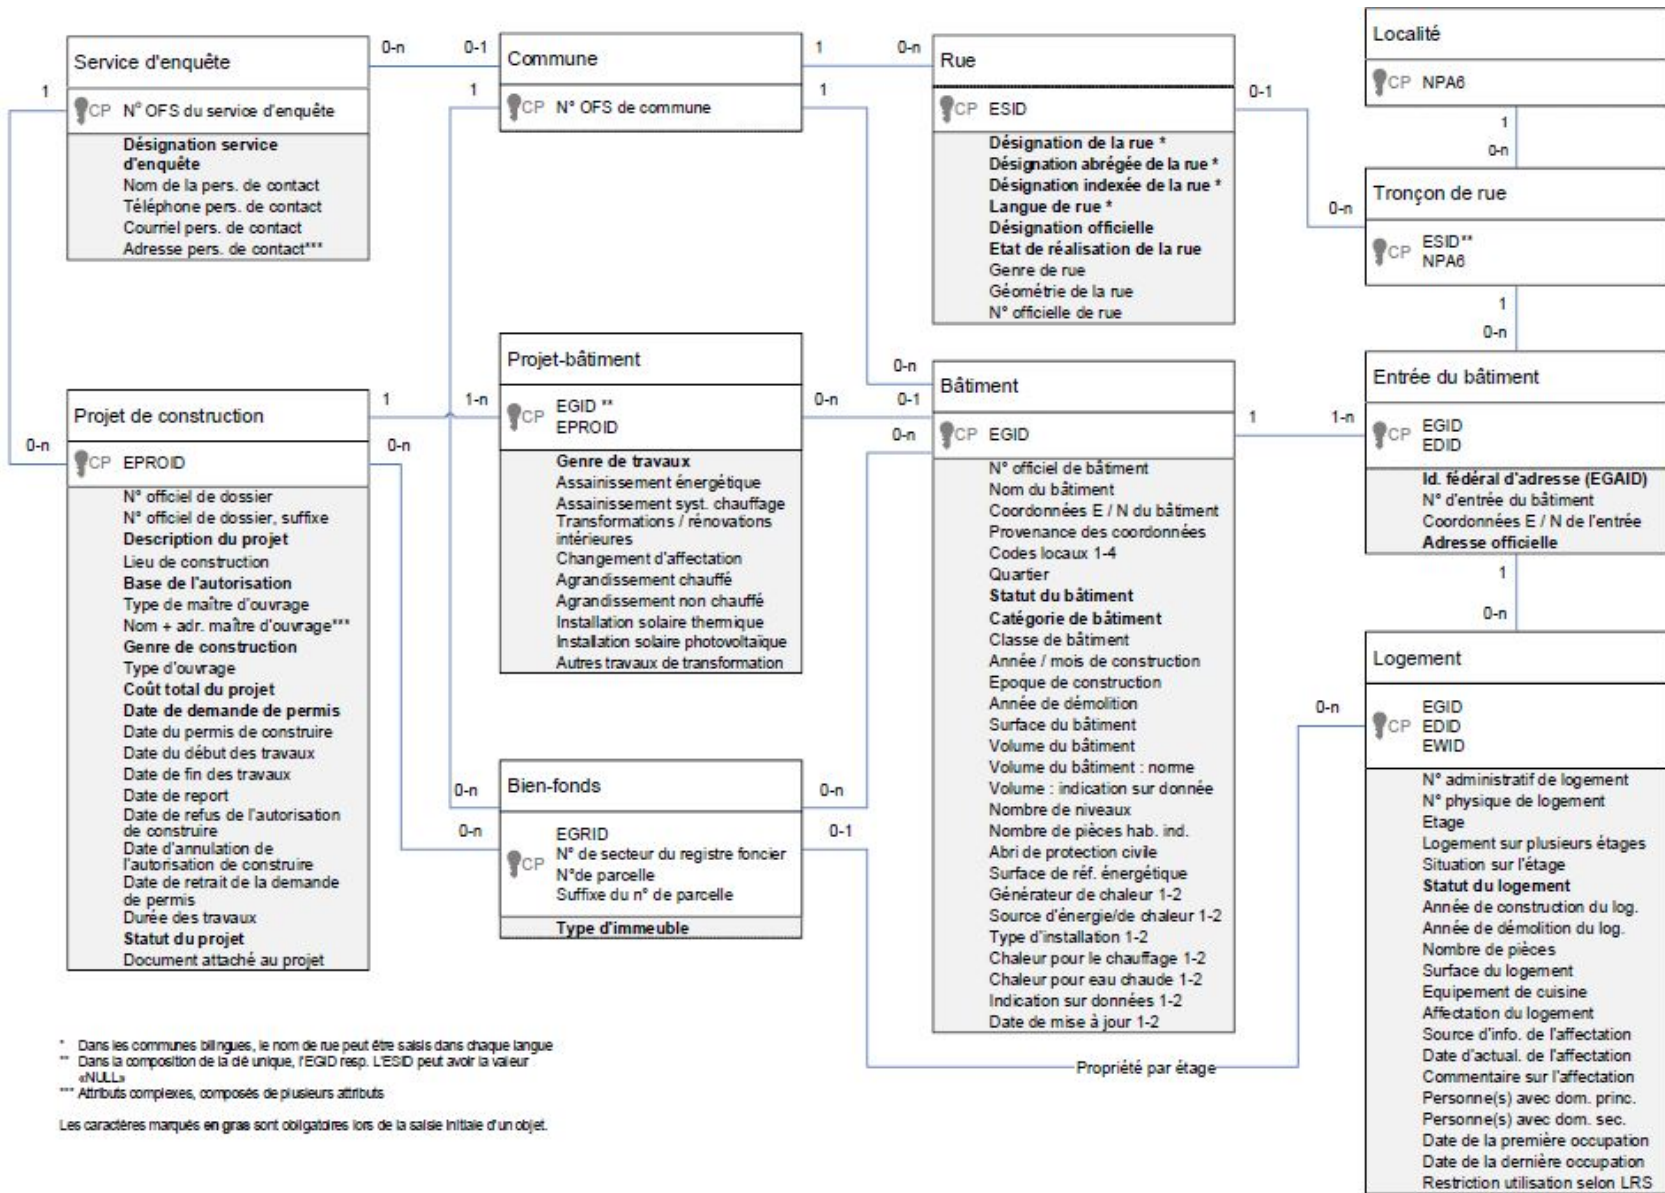 Service d'enquête
CP N° OFS du service d'enquête
Désignation service
d'enquête
Nom de la pers. de contact
Téléphone pers. de contact
Courriel pers. de contact
Adresse pers. de contact***
0-n
0-1
Commune
CP N° OFS de commune
1
1
1
0-n
1
Rue
CP ESID
Désignation de la rue *
Désignation abrégée de la rue *
Désignation indexée de la rue *
Langue de rue *
Désignation officielle
Etat de réalisation de la rue
Genre de rue
Géométrie de la rue
N° officielle de rue
0-1
0-n
Localité
CP NPA6
1
0-n
Tronçon de rue
CP ESID**
NPA6
1
0-n
Projet de construction
CP EPROID
N° officiel de dossier
N° officiel de dossier, suffixe
Description du projet
Lieu de construction
Base de l'autorisation
Type de maître d'ouvrage
Nom + adr. maître d'ouvrage***
Genre de construction
Type d'ouvrage
Coût total du projet
Date de demande de permis
Date du permis de construire
Date du début des travaux
Date de fin des travaux
Date de report
Date de refus de l'autorisation
de construire
Date d'annulation de
l'autorisation de construire
Date de retrait de la demande
de permis
Durée des travaux
Statut du projet
Document attaché au projet
0-n
1
1-n
0-n
Projet-bâtiment
CP EGID **
EPROID
Genre de travaux
Assainissement énergétique
Assainissement syst. chauffage
Transformations / rénovations
intérieures
Changement d'affectation
Agrandissement chauffé
Agrandissement non chauffé
Installation solaire thermique
Installation solaire photovoltaïque
Autres travaux de transformation
0-n
0-n
0-1
0-n
Bien-fonds
EGRID
N° de secteur du registre foncier
CP N°de parcelle
Suffixe du n° de parcelle
Type d'immeuble
0-n
0-n
0-n
0-1
Bâtiment
CP EGID
N° officiel de bâtiment
Nom du bâtiment
Coordonnées E / N du bâtiment
Provenance des coordonnées
Codes locaux 1-4
Quartier
Statut du bâtiment
Catégorie de bâtiment
Classe de bâtiment
Année / mois de construction
Epoque de construction
Année de démolition
Surface du bâtiment
Volume du bâtiment
Volume du bâtiment : norme
Volume : indication sur donnée
Nombre de niveaux
Nombre de pièces hab. ind.
Abri de protection civile
Surface de réf. énergétique
Générateur de chaleur 1-2
Source d'énergie/de chaleur 1-2
Type d'installation 1-2
Chaleur pour le chauffage 1-2
Chaleur pour eau chaude 1-2
Indication sur données 1-2
Date de mise à jour 1-2
1
1-n
Entrée du bâtiment
CP EGID
EDID
Id. fédéral d'adresse (EGAID)
N° d'entrée du bâtiment
Coordonnées E / N de l'entrée
Adresse officielle
1
0-n
Logement
0-n
EGID
CP EDID
EWID
N° administratif de logement
N° physique de logement
Etage
Logement sur plusieurs étages
Situation sur l'étage
Statut du logement
Année de construction du log.
Année de démolition du log.
Nombre de pièces
Surface du logement
Equipement de cuisine
Affectation du logement
Source d'info. de l'affectation
Date d'actual. de l'affectation
Commentaire sur l'affectation
Personne(s) avec dom. princ.
Personne(s) avec dom. sec.
Date de la première occupation
Date de la dernière occupation
Restriction utilisation selon LRS
Propriété par étage
* Dans les communes bilingues, le nom de rue peut être saisis dans chaque langue
** Dans la composition de la clé unique, l'EGID resp. L'ESID peut avoir la valeur
«NULL»
*** Attributs complexes, composés de plusieurs attributs
Les caractères marqués en gras sont obligatoires lors de la saisie initiale d'un objet.